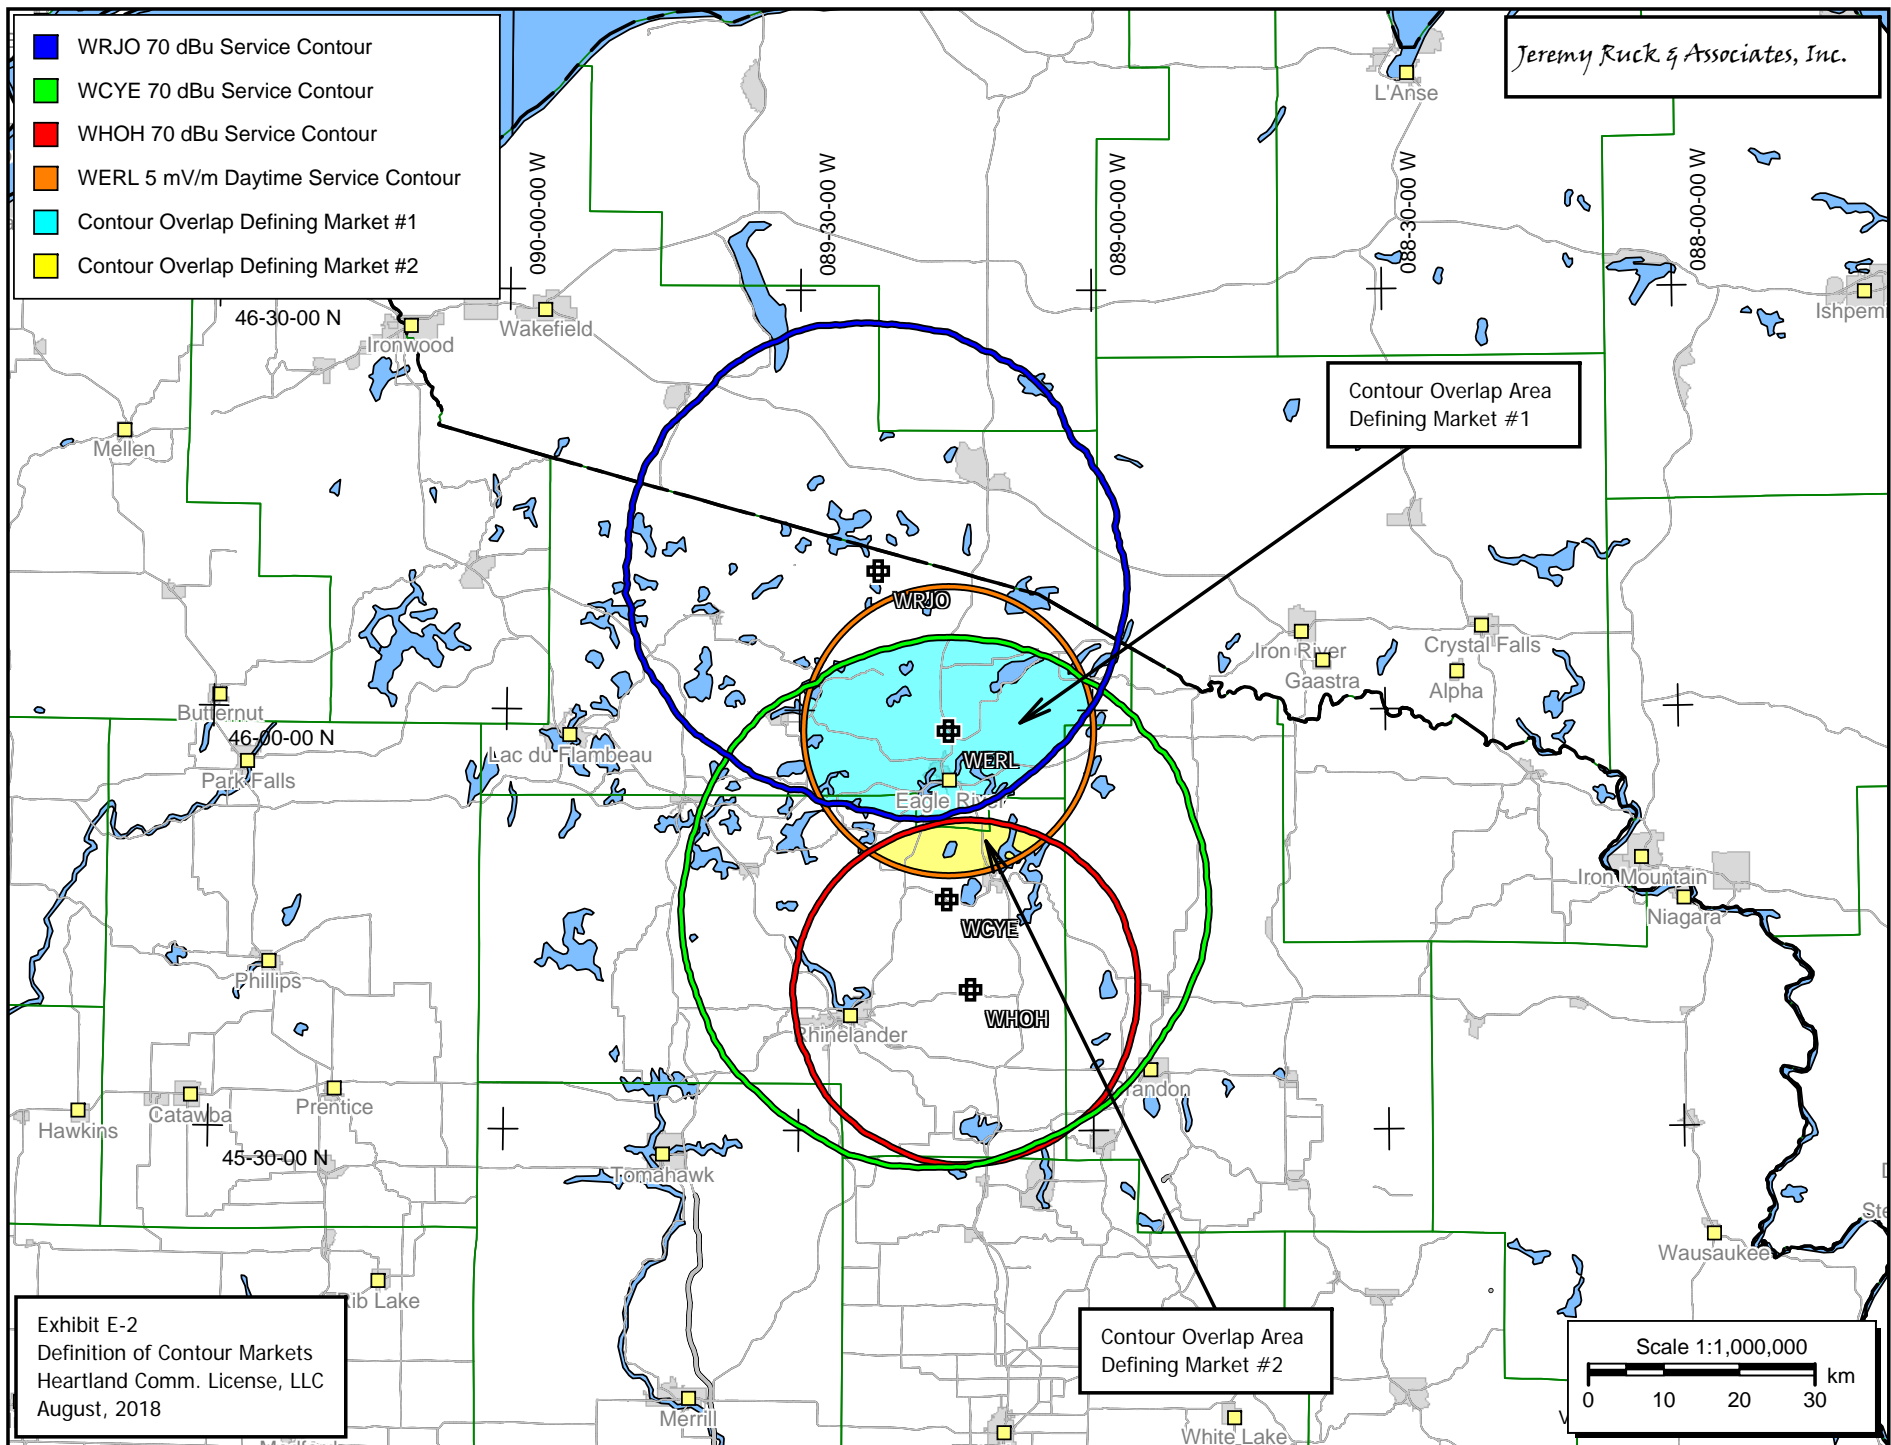 WRJO 70 dBu Service Contour
WCYE 70 dBu Service Contour
WHOH 70 dBu Service Contour
WERL 5 mV/m Daytime Service Contour
Contour Overlap Defining Market #1
Contour Overlap Defining Market #2
Jeremy Ruck & Associates, Inc.
L'Anse
090-00-00 W
089-30-00 W
089-00-00 W
088-30-00 W
088-00-00 W
46-30-00 N
Ironwood
Wakefield
Ishpem
Mellen
Contour Overlap Area
Defining Market #1
WRJO
Iron River
Gaastra
Crystal Falls
Alpha
Butternut
46-00-00 N
Park Falls
Lac du Flambeau
WERL
Eagle River
Iron Mountain
Niagara
WCYE
Phillips
WHOH
Rhinelander
randon
Hawkins
Catawba
Prentice
45-30-00 N
Tomahawk
Ste
Wausaukee
Rib Lake
Exhibit E-2
Definition of Contour Markets
Heartland Comm. License, LLC
August, 2018
Contour Overlap Area
Defining Market #2
Scale 1:1,000,000
km
0 10 20 30
Merrill
White Lake